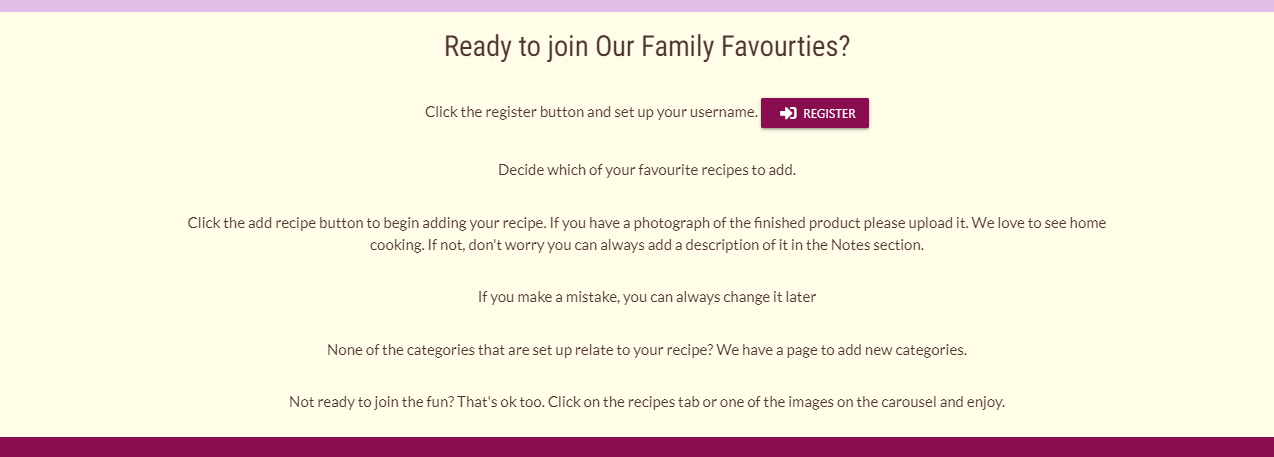 Ready to join Our Family Favourties?
Click the register button and set up your username. REGISTER
Decide which of your favourite recipes to add.
Click the add recipe button to begin adding your recipe. If you have a photograph of the finished product please upload it. We love to see home
cooking. If not, don't worry you can always add a description of it in the Notes section.
If you make a mistake, you can always change it later
None of the categories that are set up relate to your recipe? We have a page to add new categories.
Not ready to join the fun? That's ok too. Click on the recipes tab or one of the images on the carousel and enjoy.